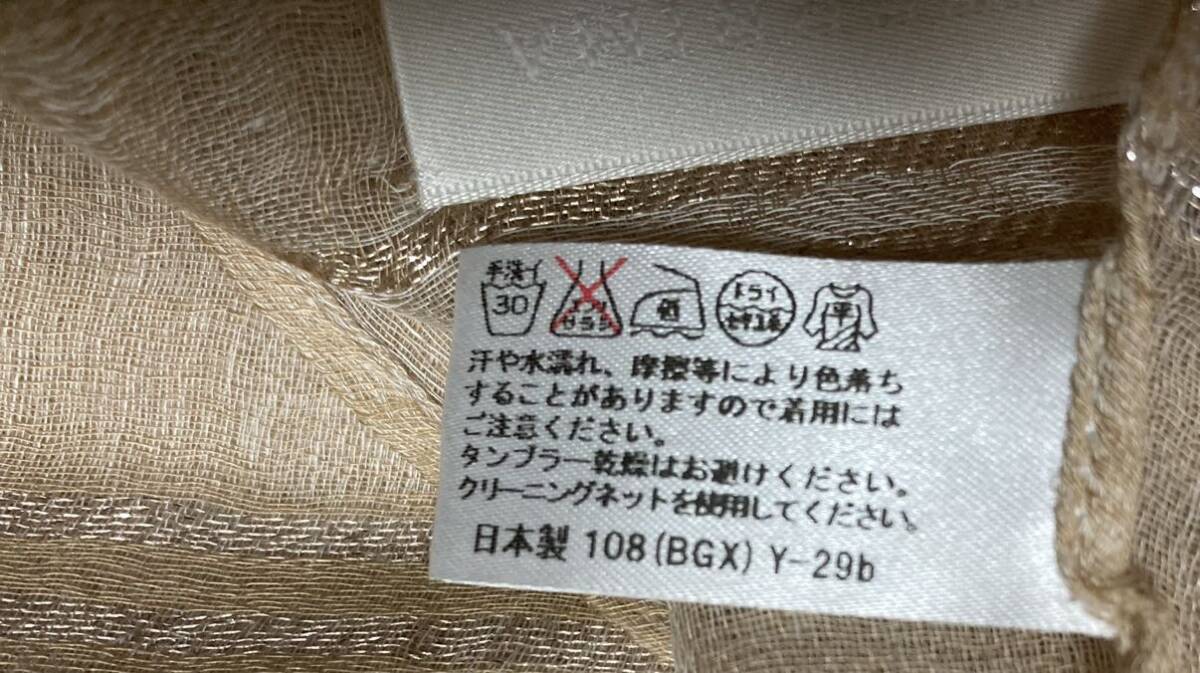 手洗イ
30
エンソ
サラシ
低
ドライ
セキユ系
平
汗や水濡れ、摩擦等により色落ち
することがありますので着用には
ご注意ください。
タンブラー乾燥はお避けください。
クリーニングネットを使用してください。
日本製 108(BGX) Y-29b